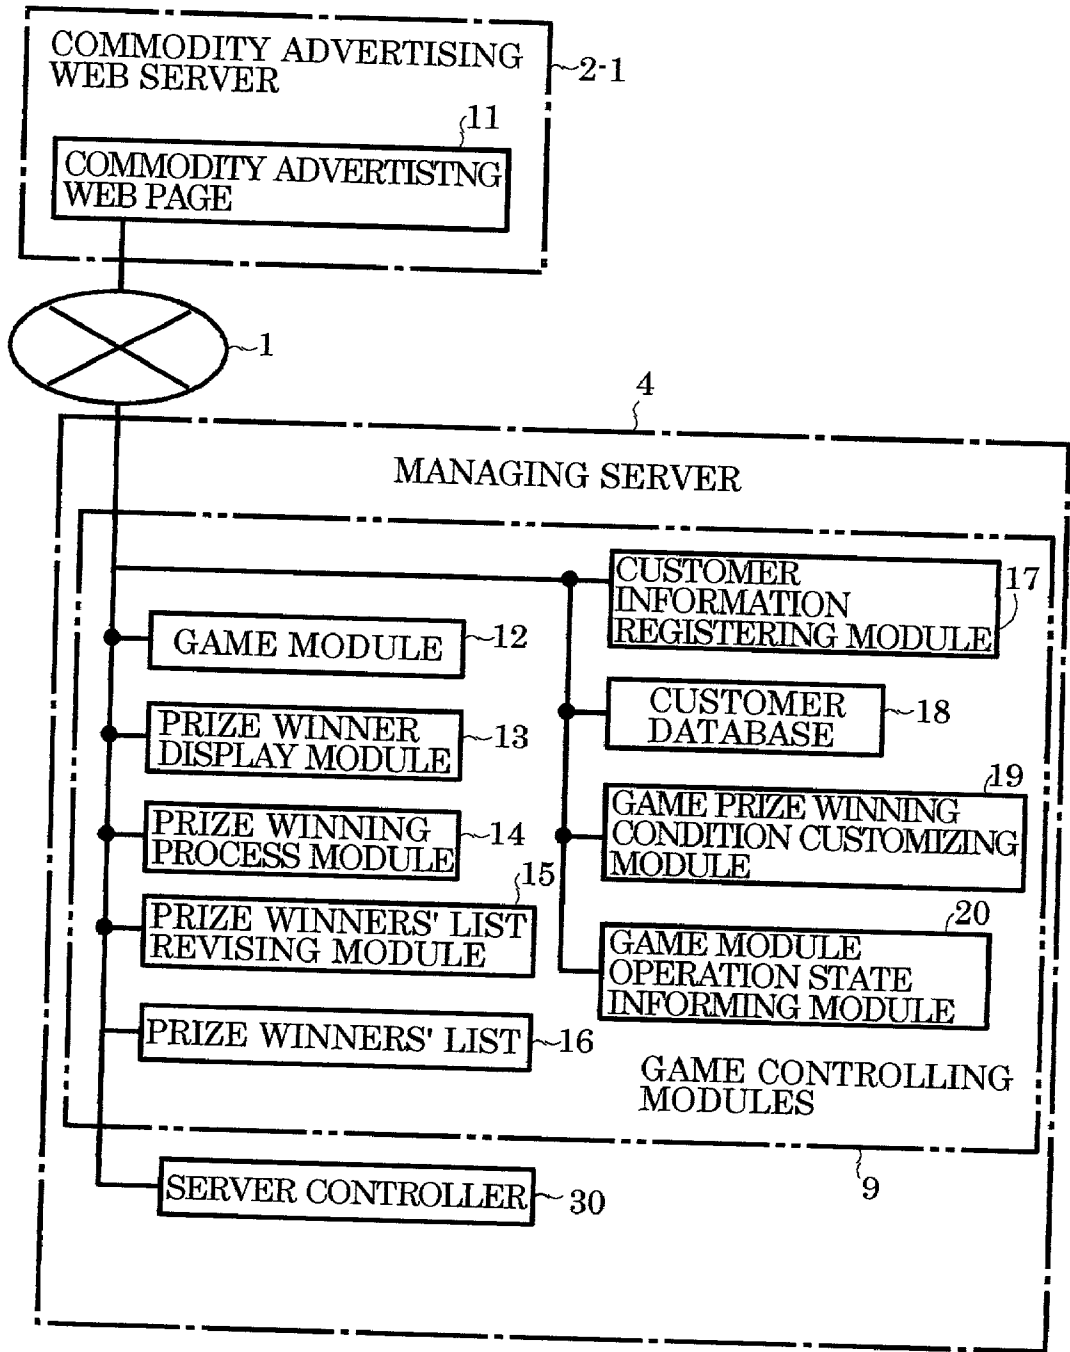 COMMODITY ADVERTISING
WEB SERVER
2-1
11
COMMODITY ADVERTISTNG
WEB PAGE
1
4
MANAGING SERVER
GAME MODULE
12
PRIZE WINNER
DISPLAY MODULE
13
PRIZE WINNING
PROCESS MODULE
14
15
PRIZE WINNERS' LIST
REVISING MODULE
PRIZE WINNERS' LIST
16
CUSTOMER
INFORMATION
REGISTERING MODULE
17
CUSTOMER
DATABASE
18
19
GAME PRIZE WINNING
CONDITION CUSTOMIZING
MODULE
20
GAME MODULE
OPERATION STATE
INFORMING MODULE
GAME CONTROLLING
MODULES
9
SERVER CONTROLLER
30